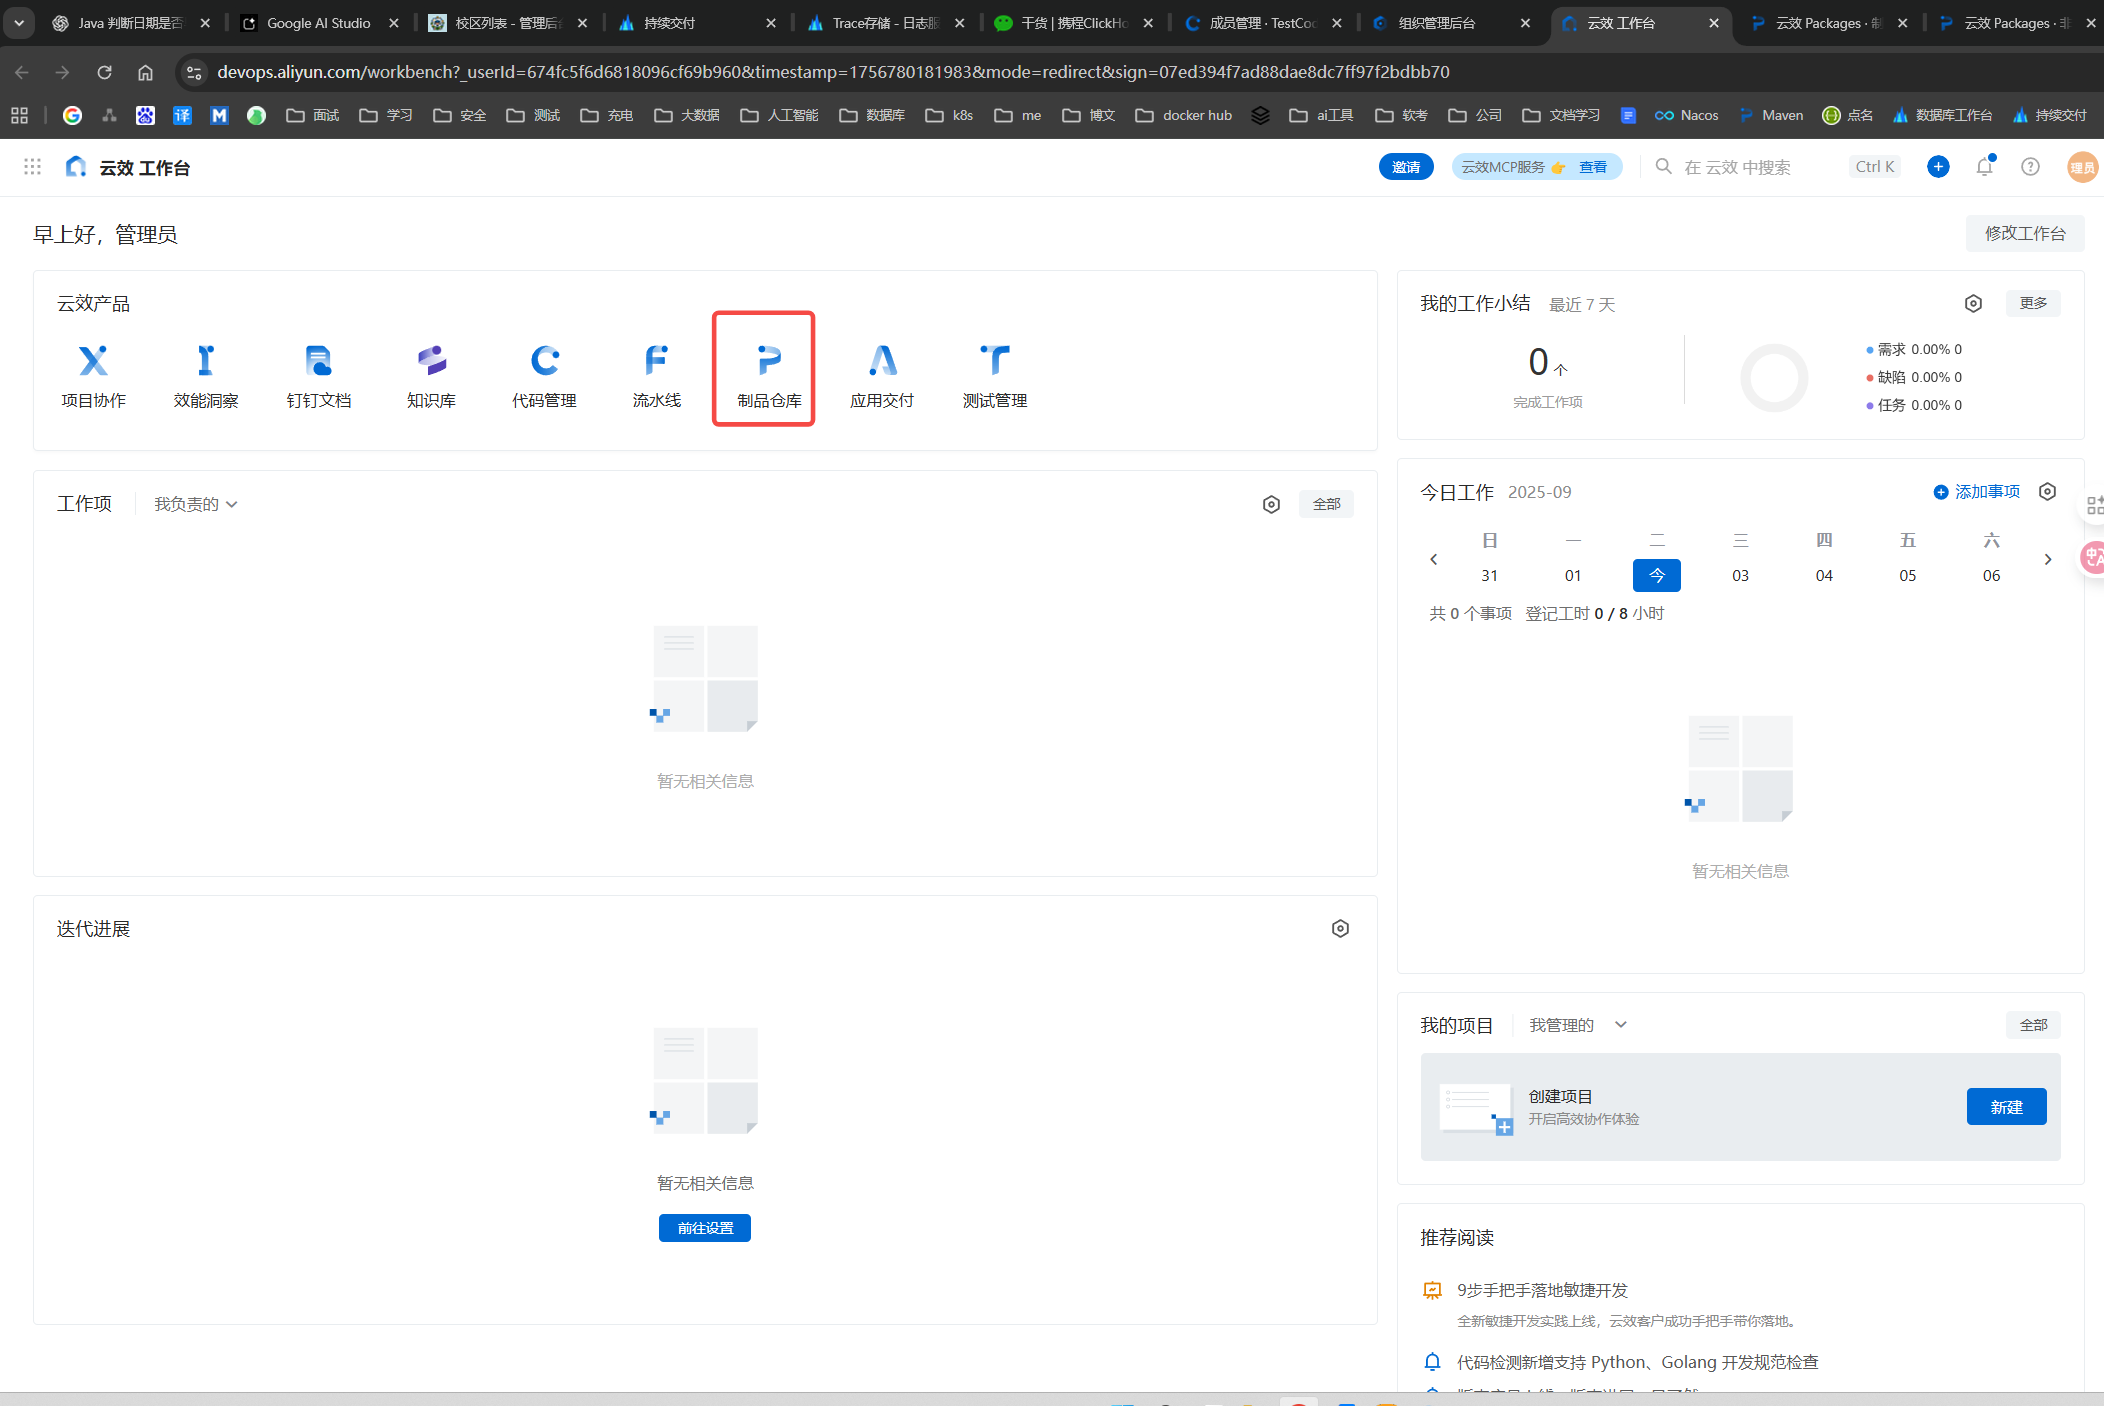 Java 判断日期是否
Google AI Studio
校区列表 - 管理后台
持续交付
Trace存储 - 日志服
干货 | 携程ClickHo
成员管理 · TestCod
组织管理后台
云效 工作台
云效 Packages · 制
云效 Packages · 非
devops.aliyun.com/workbench?_userId=674fc5f6d6818096cf69b960&timestamp=1756780181983&mode=redirect&sign=07ed394f7ad88dae8dc7ff97f2bdbb70
面试
学习
安全
测试
充电
大数据
人工智能
数据库
k8s
me
博文
docker hub
ai工具
软考
公司
文档学习
Nacos
Maven
点名
数据库工作台
持续交付
云效 工作台
邀请
云效MCP服务 👉 查看
在 云效 中搜索
Ctrl K
理员
早上好，管理员
修改工作台
云效产品
项目协作
效能洞察
钉钉文档
知识库
代码管理
流水线
制品仓库
应用交付
测试管理
我的工作小结 最近 7 天
更多
0 个
完成工作项
需求 0.00% 0
缺陷 0.00% 0
任务 0.00% 0
工作项
我负责的
全部
暂无相关信息
今日工作 2025-09
添加事项
日 一 二 三 四 五 六
31 01 今 03 04 05 06
共 0 个事项 登记工时 0 / 8 小时
暂无相关信息
迭代进展
暂无相关信息
前往设置
我的项目
我管理的
全部
创建项目
开启高效协作体验
新建
推荐阅读
9步手把手落地敏捷开发
全新敏捷开发实践上线，云效客户成功手把手带你落地。
代码检测新增支持 Python、Golang 开发规范检查